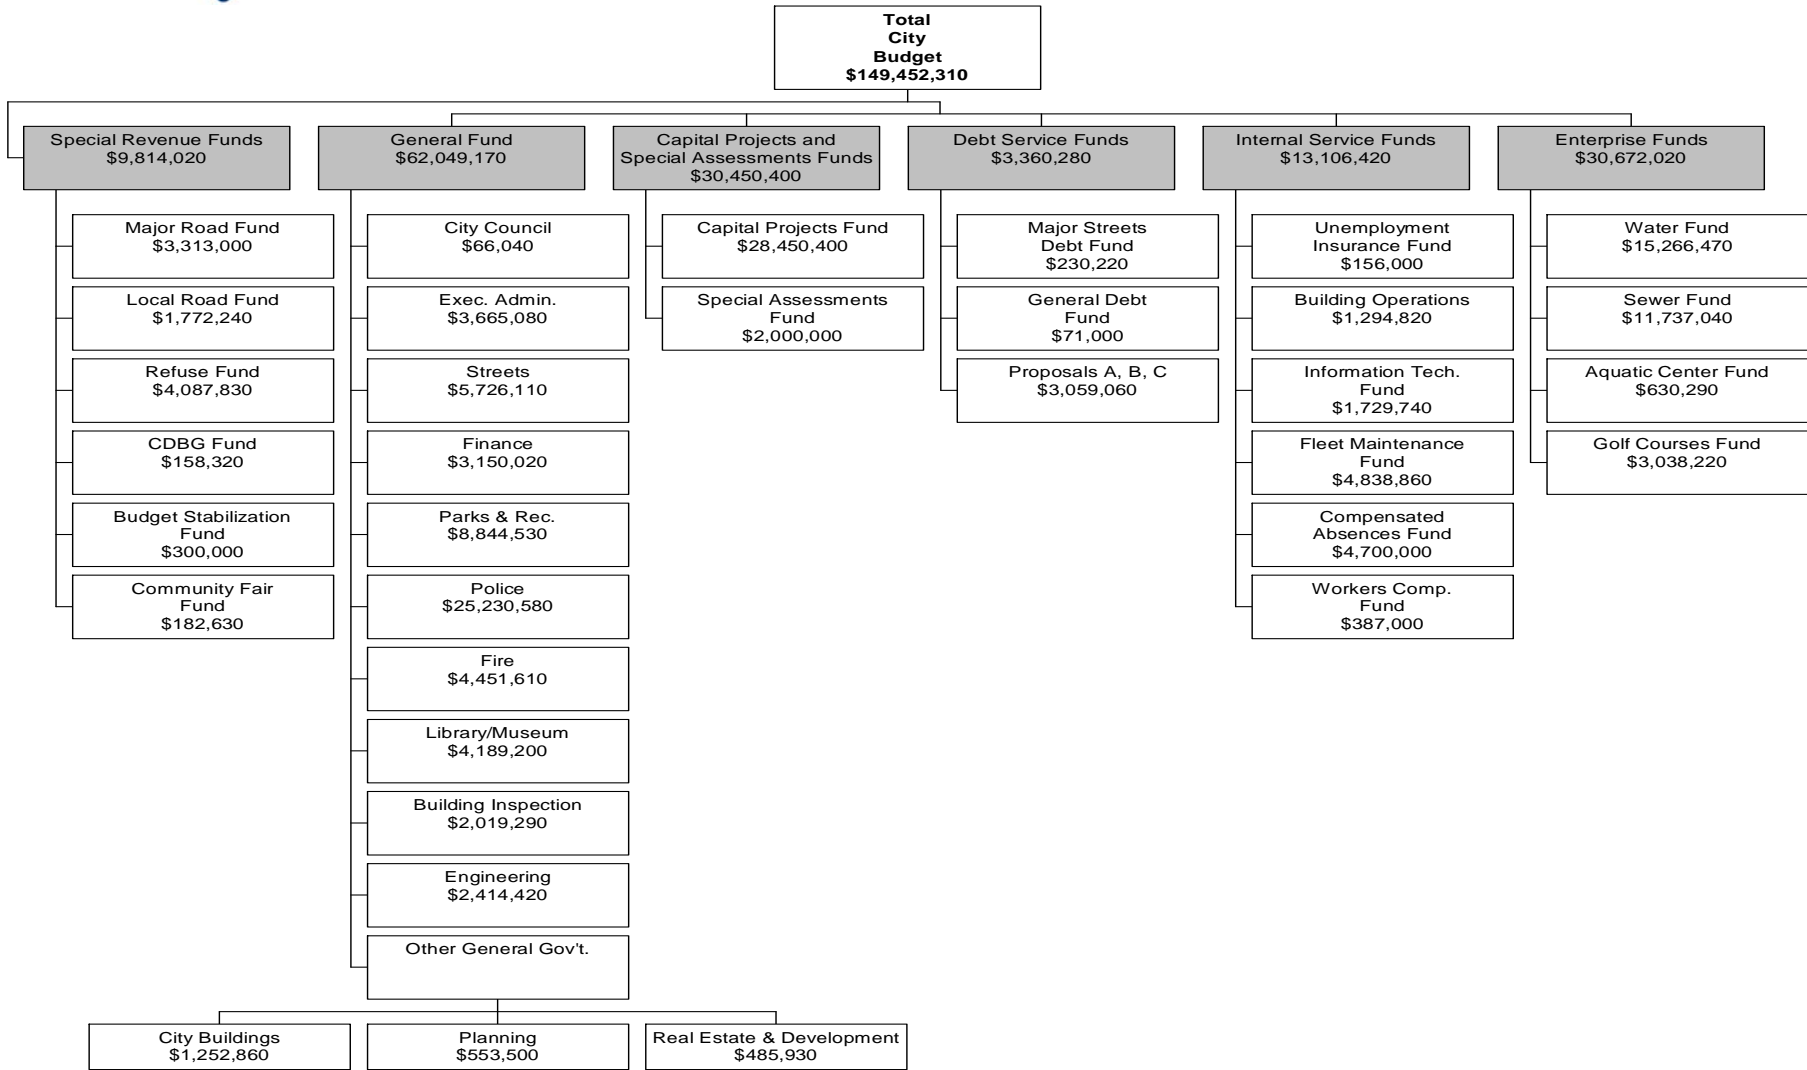 Total
City
Budget
$149,452,310
Special Revenue Funds
$9,814,020
General Fund
$62,049,170
Capital Projects and
Special Assessments Funds
$30,450,400
Debt Service Funds
$3,360,280
Internal Service Funds
$13,106,420
Enterprise Funds
$30,672,020
Major Road Fund
$3,313,000
Local Road Fund
$1,772,240
Refuse Fund
$4,087,830
CDBG Fund
$158,320
Budget Stabilization
Fund
$300,000
Community Fair
Fund
$182,630
City Council
$66,040
Exec. Admin.
$3,665,080
Streets
$5,726,110
Finance
$3,150,020
Parks & Rec.
$8,844,530
Police
$25,230,580
Fire
$4,451,610
Library/Museum
$4,189,200
Building Inspection
$2,019,290
Engineering
$2,414,420
Other General Gov't.
City Buildings
$1,252,860
Planning
$553,500
Real Estate & Development
$485,930
Capital Projects Fund
$28,450,400
Special Assessments
Fund
$2,000,000
Major Streets
Debt Fund
$230,220
General Debt
Fund
$71,000
Proposals A, B, C
$3,059,060
Unemployment
Insurance Fund
$156,000
Building Operations
$1,294,820
Information Tech.
Fund
$1,729,740
Fleet Maintenance
Fund
$4,838,860
Compensated
Absences Fund
$4,700,000
Workers Comp.
Fund
$387,000
Water Fund
$15,266,470
Sewer Fund
$11,737,040
Aquatic Center Fund
$630,290
Golf Courses Fund
$3,038,220